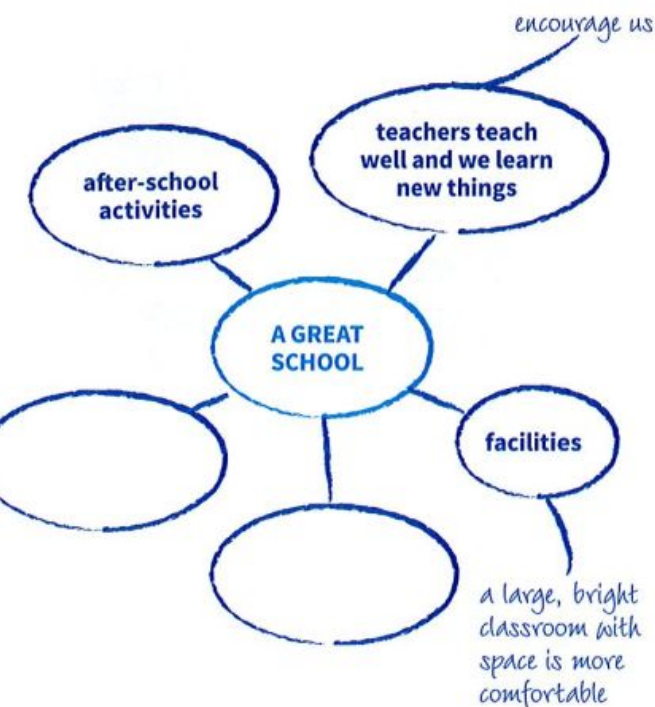 encourage us
teachers teach
well and we learn
new things
after-school
activities
A GREAT
SCHOOL
facilities
a large, bright
classroom with
space is more
comfortable